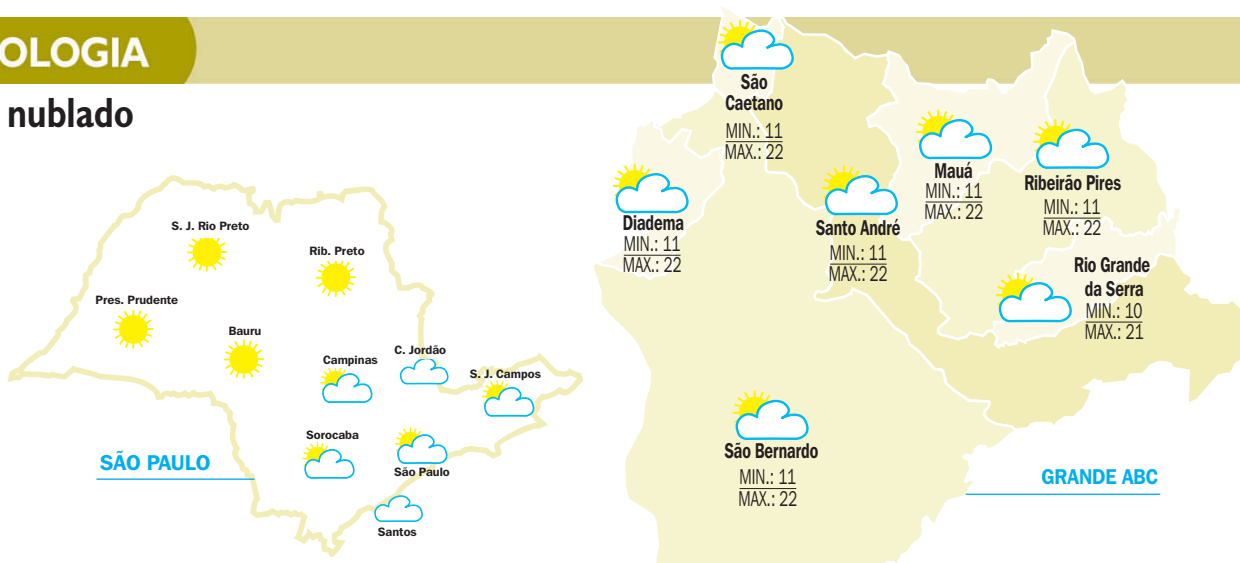 OLOGIA
nublado
S. J. Rio Preto
Rib. Preto
Pres. Prudente
Bauru
Campinas
C. Jordão
S. J. Campos
Sorocaba
São Paulo
Santos
SÃO PAULO
São
Caetano
MIN.: 11
MAX.: 22
Diadema
MIN.: 11
MAX.: 22
Santo André
MIN.: 11
MAX.: 22
Mauá
MIN.: 11
MAX.: 22
Ribeirão Pires
MIN.: 11
MAX.: 22
Rio Grande
da Serra
MIN.: 10
MAX.: 21
São Bernardo
MIN.: 11
MAX.: 22
GRANDE ABC